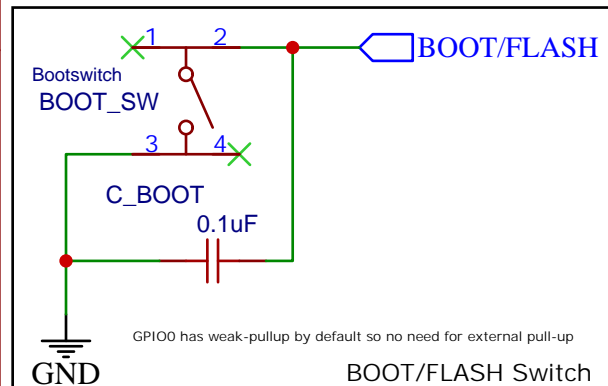 1 2
BOOT/FLASH
Bootswitch
BOOT_SW
3 4
C_BOOT
0.1uF
GPIO0 has weak-pullup by default so no need for external pull-up
GND
BOOT/FLASH Switch